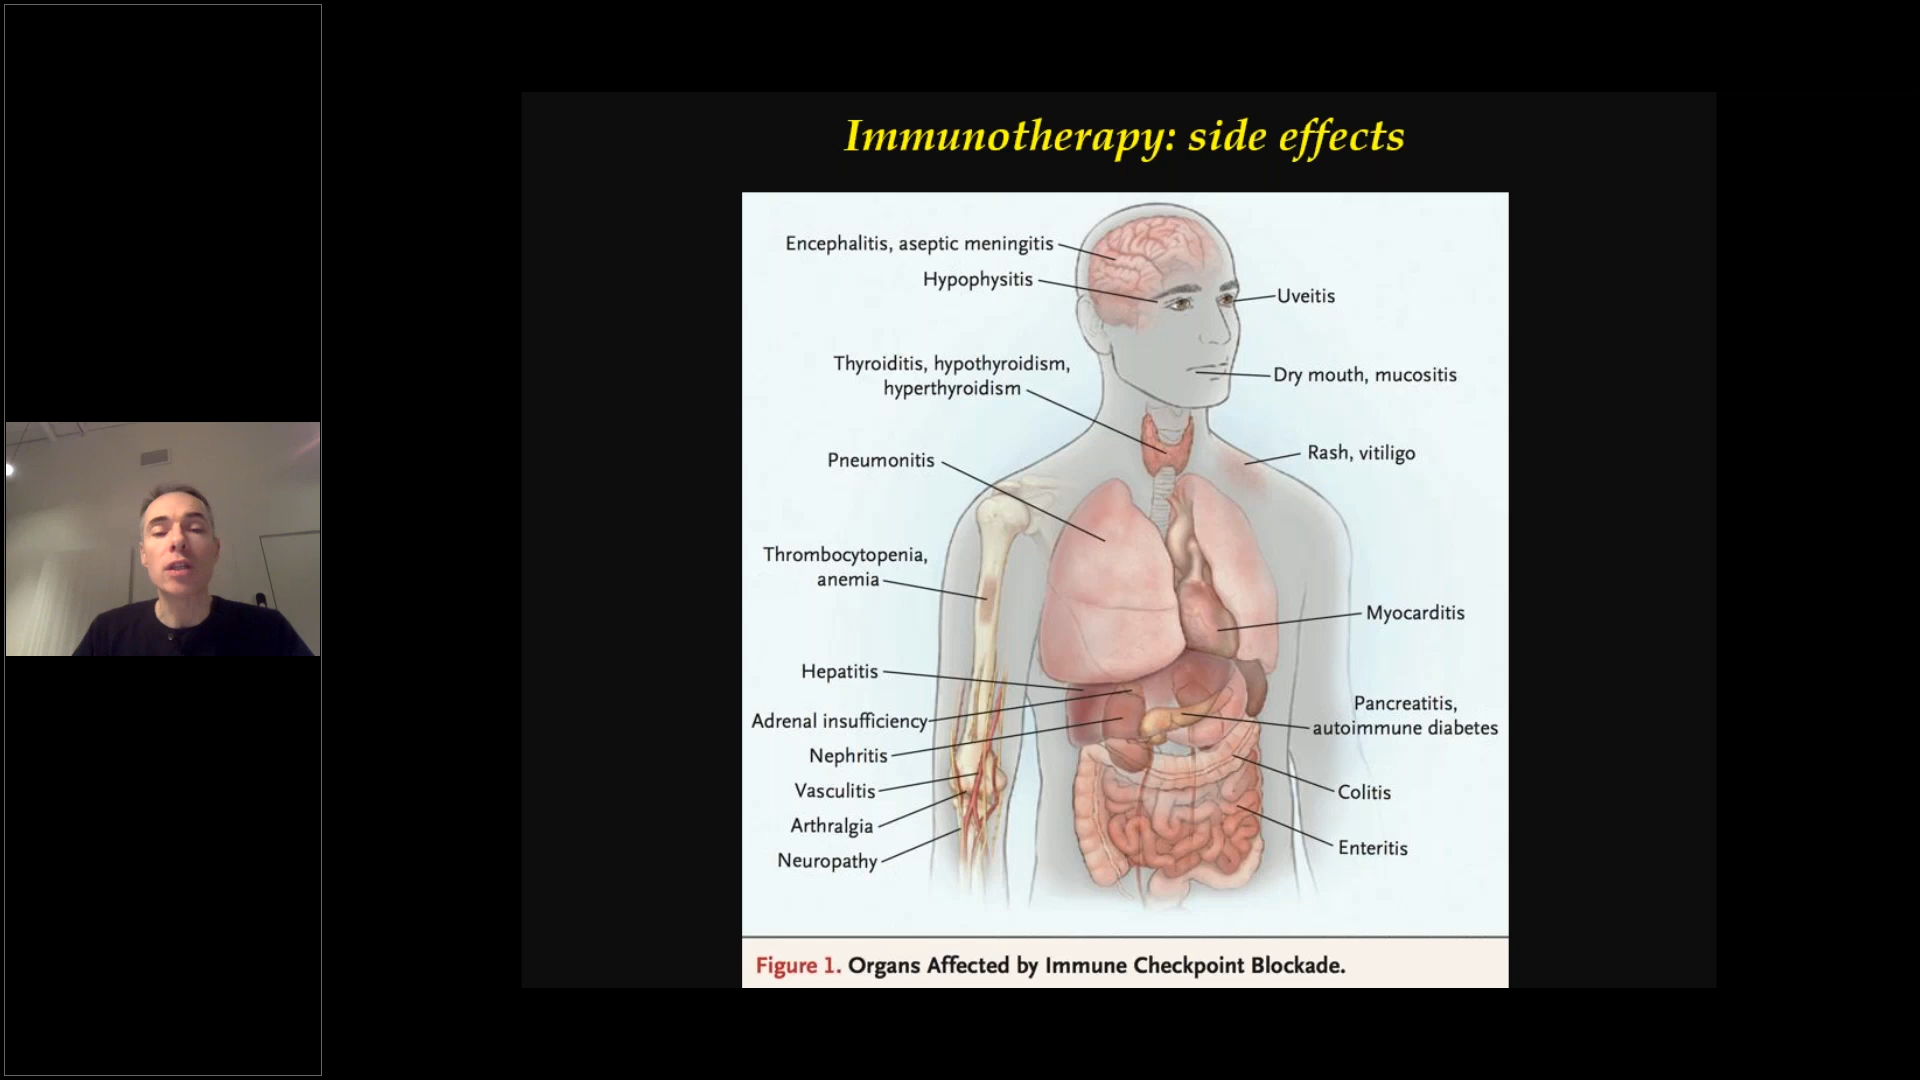 Immunotherapy: side effects
Encephalitis, aseptic meningitis
Hypophysitis
Uveitis
Thyroiditis, hypothyroidism,
hyperthyroidism
Dry mouth, mucositis
Rash, vitiligo
Pneumonitis
Thrombocytopenia,
anemia
Myocarditis
Hepatitis
Adrenal insufficiency
Pancreatitis,
autoimmune diabetes
Nephritis
Vasculitis
Colitis
Arthralgia
Enteritis
Neuropathy
Figure 1. Organs Affected by Immune Checkpoint Blockade.